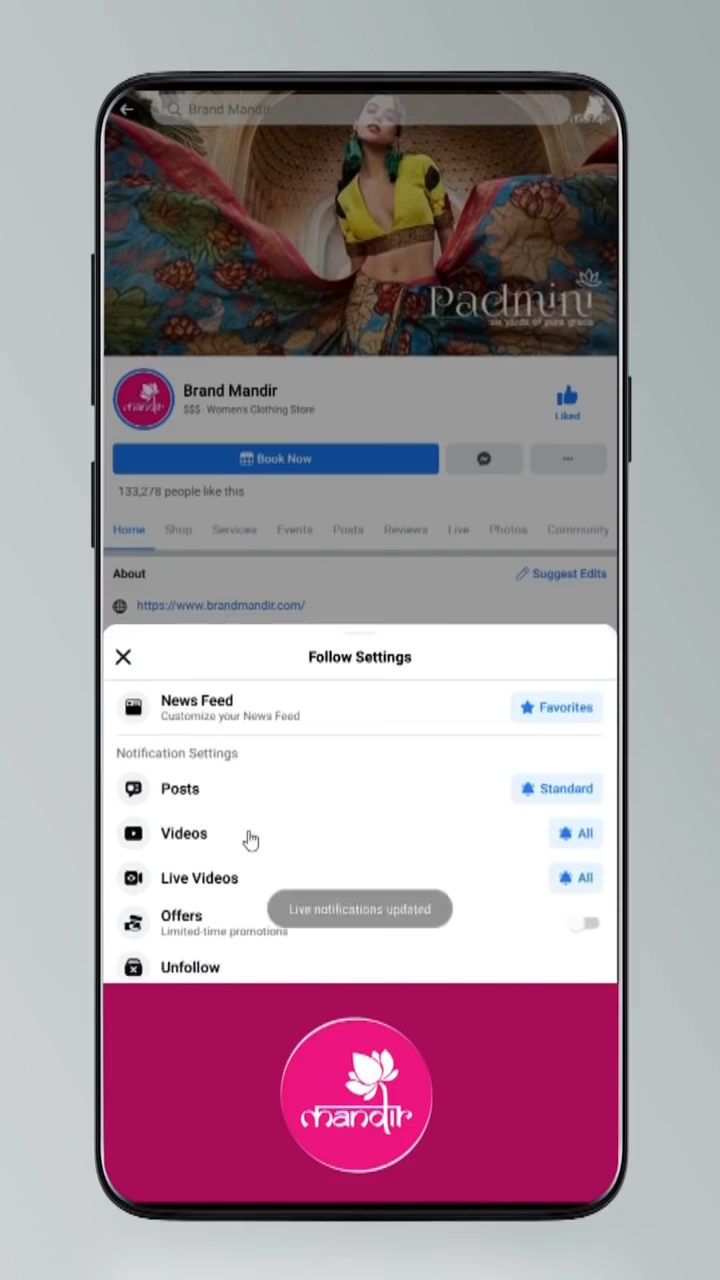 Brand Mandir
Padmini
six yards of pure grace
mandir
Brand Mandir
$$$ · Women's Clothing Store
Liked
Book Now
...
133,278 people like this
Home Shop Services Events Posts Reviews Live Photos Community
About
Suggest Edits
https://www.brandmandir.com/
Follow Settings
News Feed
Customize your News Feed
Favorites
Notification Settings
Posts
Standard
Videos
All
Live Videos
All
Live notifications updated
Offers
Limited-time promotions
Unfollow
mandir